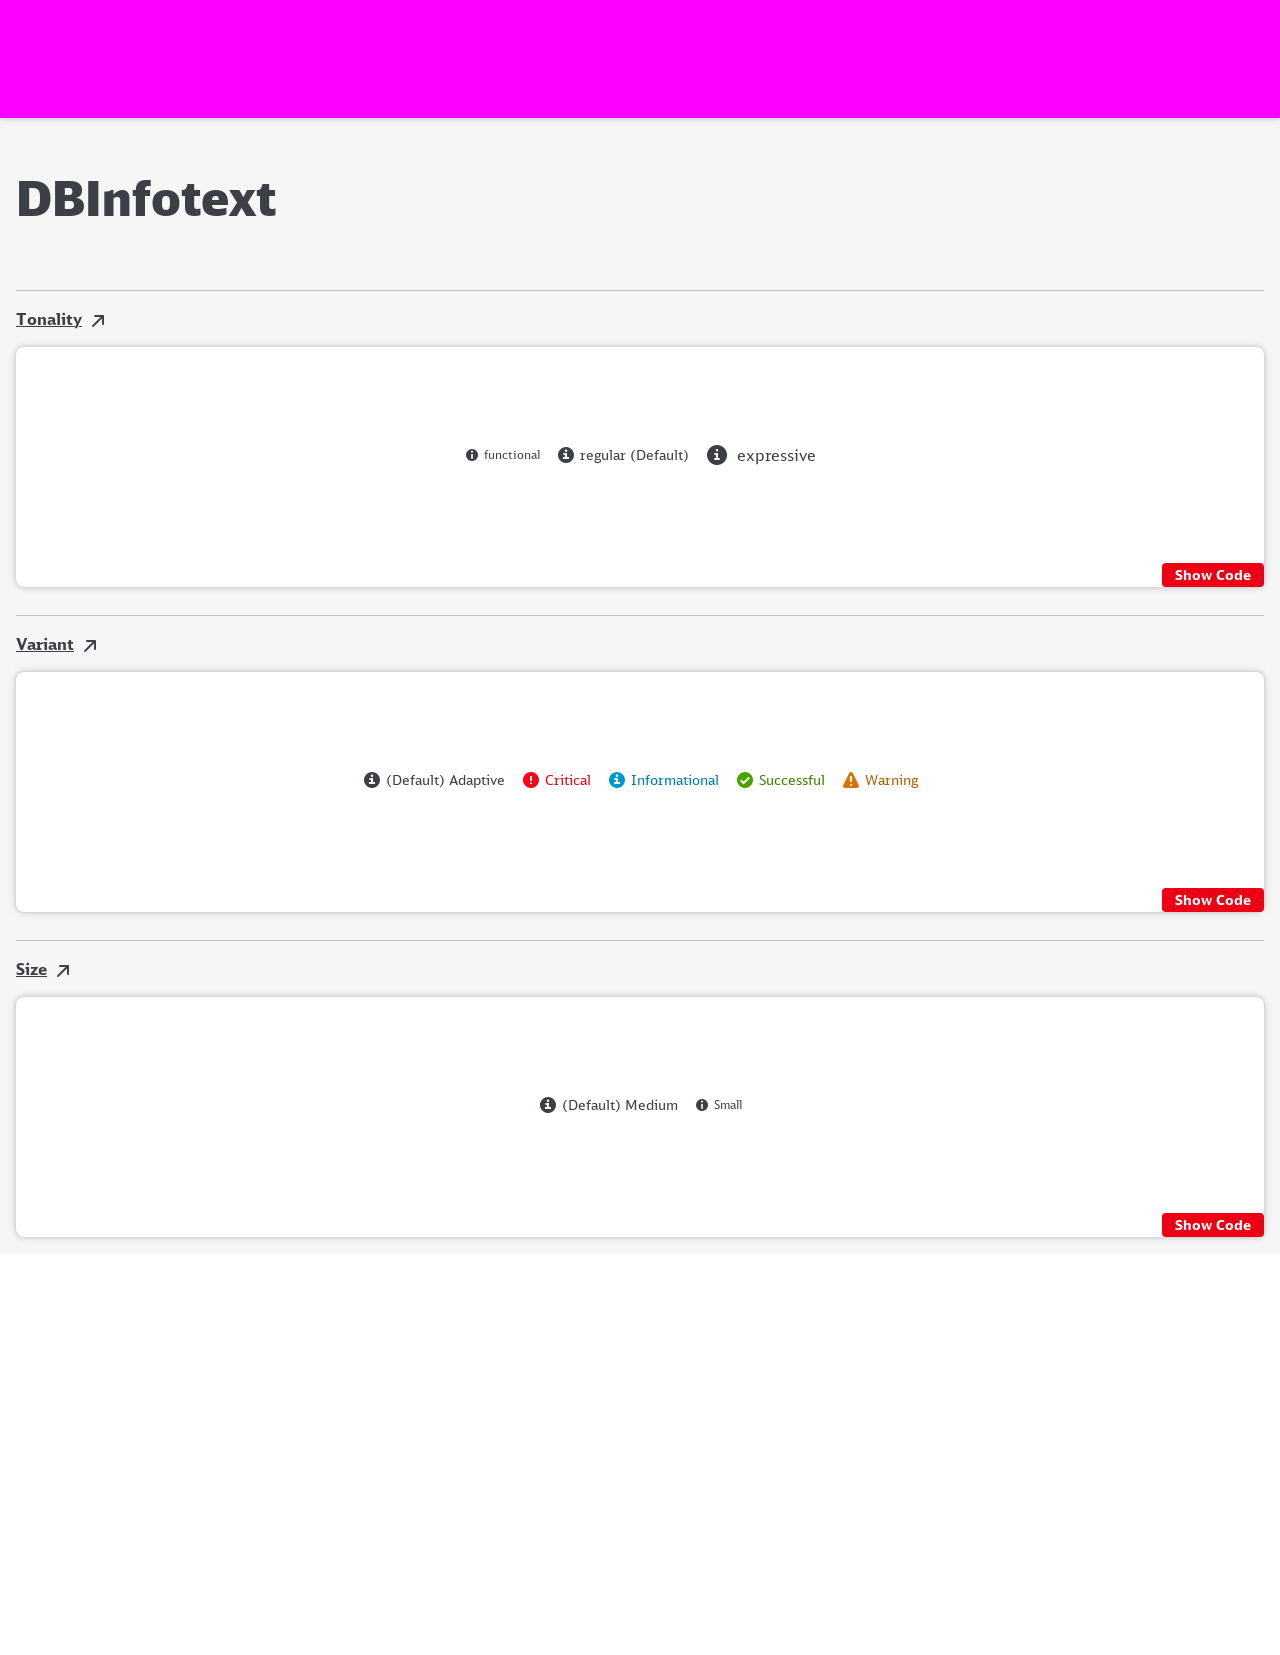 DBInfotext
Tonality
functional regular (Default) expressive
Show Code
Variant
(Default) Adaptive Critical Informational Successful Warning
Show Code
Size
(Default) Medium Small
Show Code